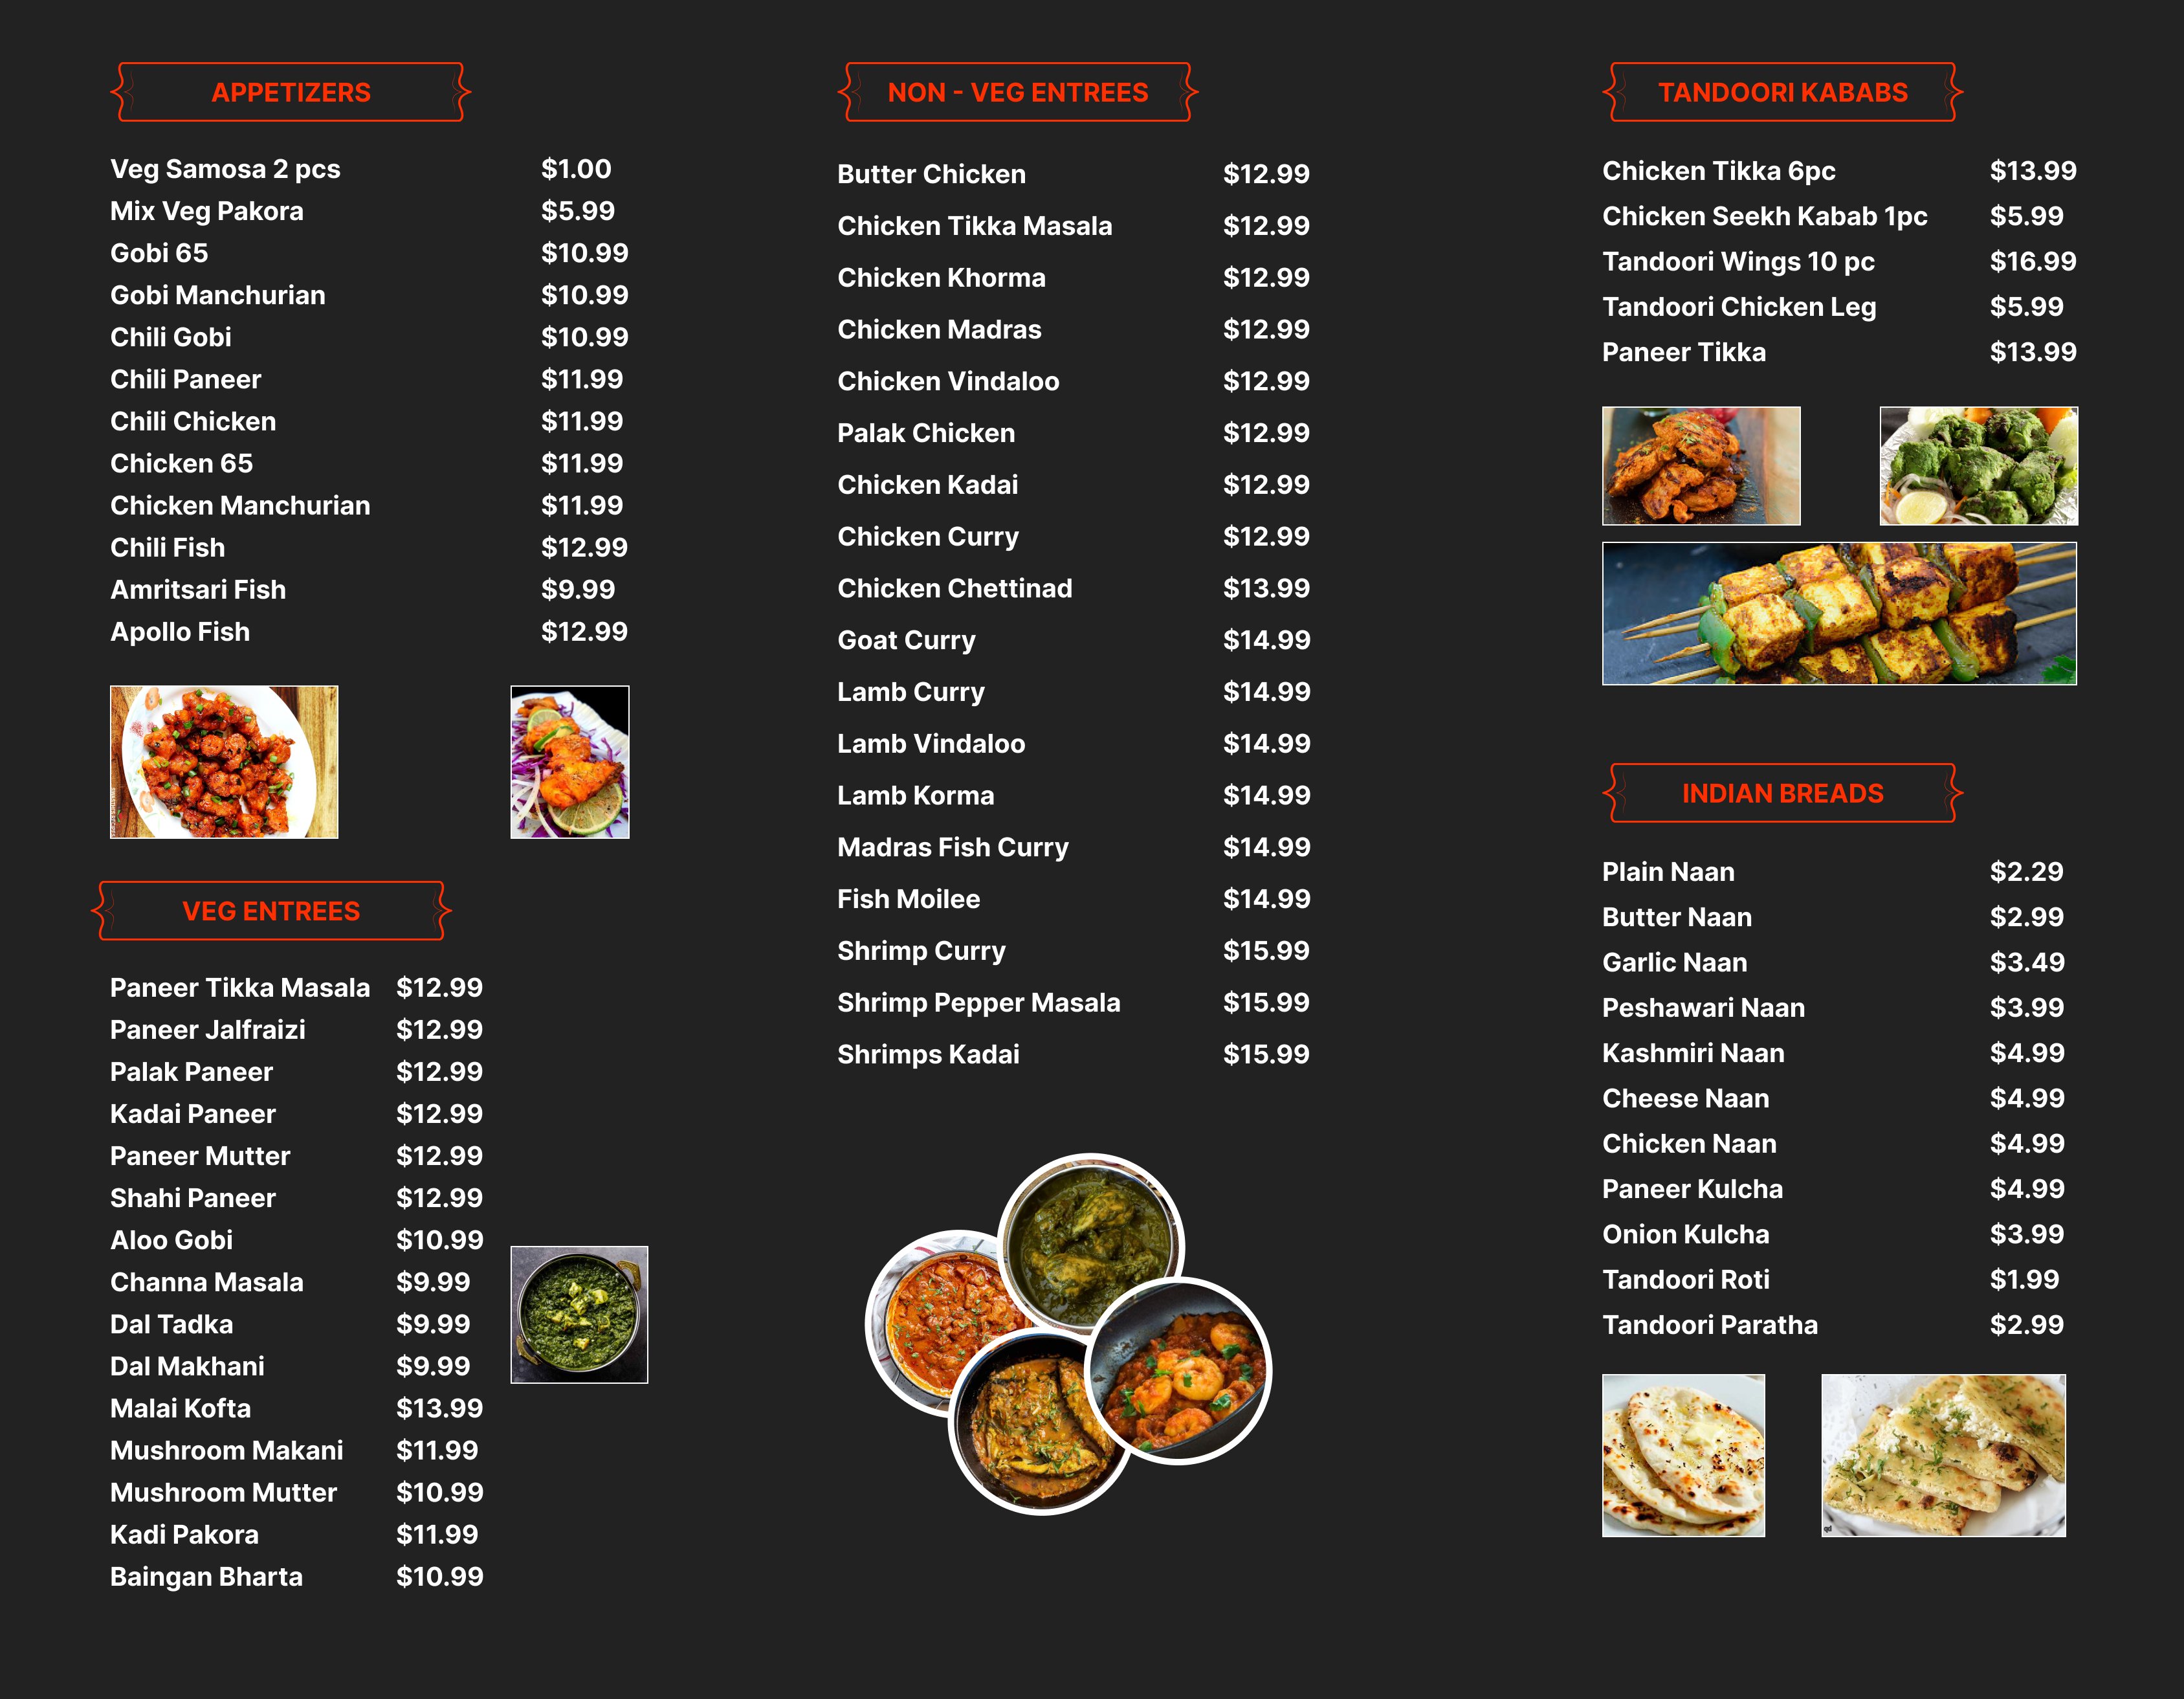 APPETIZERS
Veg Samosa 2 pcs $1.00
Mix Veg Pakora $5.99
Gobi 65 $10.99
Gobi Manchurian $10.99
Chili Gobi $10.99
Chili Paneer $11.99
Chili Chicken $11.99
Chicken 65 $11.99
Chicken Manchurian $11.99
Chili Fish $12.99
Amritsari Fish $9.99
Apollo Fish $12.99
VEG ENTREES
Paneer Tikka Masala $12.99
Paneer Jalfraizi $12.99
Palak Paneer $12.99
Kadai Paneer $12.99
Paneer Mutter $12.99
Shahi Paneer $12.99
Aloo Gobi $10.99
Channa Masala $9.99
Dal Tadka $9.99
Dal Makhani $9.99
Malai Kofta $13.99
Mushroom Makani $11.99
Mushroom Mutter $10.99
Kadi Pakora $11.99
Baingan Bharta $10.99
NON - VEG ENTREES
Butter Chicken $12.99
Chicken Tikka Masala $12.99
Chicken Khorma $12.99
Chicken Madras $12.99
Chicken Vindaloo $12.99
Palak Chicken $12.99
Chicken Kadai $12.99
Chicken Curry $12.99
Chicken Chettinad $13.99
Goat Curry $14.99
Lamb Curry $14.99
Lamb Vindaloo $14.99
Lamb Korma $14.99
Madras Fish Curry $14.99
Fish Moilee $14.99
Shrimp Curry $15.99
Shrimp Pepper Masala $15.99
Shrimps Kadai $15.99
TANDOORI KABABS
Chicken Tikka 6pc $13.99
Chicken Seekh Kabab 1pc $5.99
Tandoori Wings 10 pc $16.99
Tandoori Chicken Leg $5.99
Paneer Tikka $13.99
INDIAN BREADS
Plain Naan $2.29
Butter Naan $2.99
Garlic Naan $3.49
Peshawari Naan $3.99
Kashmiri Naan $4.99
Cheese Naan $4.99
Chicken Naan $4.99
Paneer Kulcha $4.99
Onion Kulcha $3.99
Tandoori Roti $1.99
Tandoori Paratha $2.99